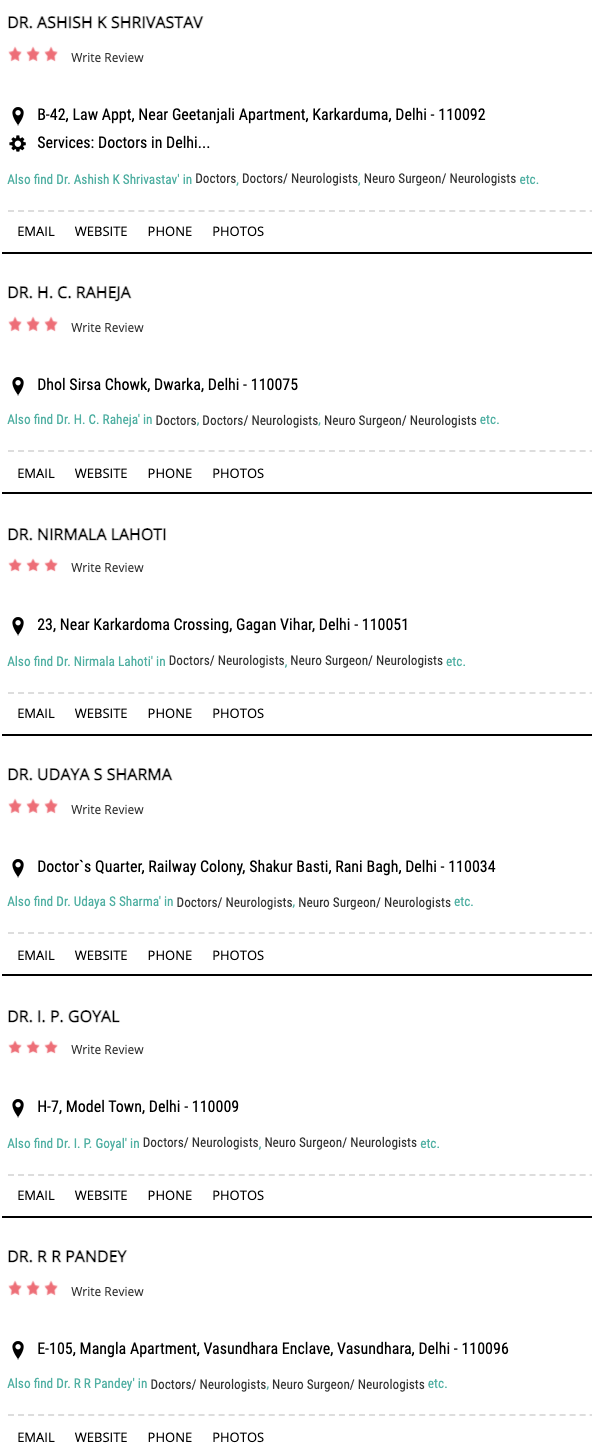 DR. ASHISH K SHRIVASTAV
Write Review
B-42, Law Appt, Near Geetanjali Apartment, Karkarduma, Delhi - 110092
Services: Doctors in Delhi...
Also find Dr. Ashish K Shrivastav' in Doctors, Doctors/ Neurologists, Neuro Surgeon/ Neurologists etc.
EMAIL WEBSITE PHONE PHOTOS
DR. H. C. RAHEJA
Write Review
Dhol Sirsa Chowk, Dwarka, Delhi - 110075
Also find Dr. H. C. Raheja' in Doctors, Doctors/ Neurologists, Neuro Surgeon/ Neurologists etc.
EMAIL WEBSITE PHONE PHOTOS
DR. NIRMALA LAHOTI
Write Review
23, Near Karkardoma Crossing, Gagan Vihar, Delhi - 110051
Also find Dr. Nirmala Lahoti' in Doctors/ Neurologists, Neuro Surgeon/ Neurologists etc.
EMAIL WEBSITE PHONE PHOTOS
DR. UDAYA S SHARMA
Write Review
Doctor`s Quarter, Railway Colony, Shakur Basti, Rani Bagh, Delhi - 110034
Also find Dr. Udaya S Sharma' in Doctors/ Neurologists, Neuro Surgeon/ Neurologists etc.
EMAIL WEBSITE PHONE PHOTOS
DR. I. P. GOYAL
Write Review
H-7, Model Town, Delhi - 110009
Also find Dr. I. P. Goyal' in Doctors/ Neurologists, Neuro Surgeon/ Neurologists etc.
EMAIL WEBSITE PHONE PHOTOS
DR. R R PANDEY
Write Review
E-105, Mangla Apartment, Vasundhara Enclave, Vasundhara, Delhi - 110096
Also find Dr. R R Pandey' in Doctors/ Neurologists, Neuro Surgeon/ Neurologists etc.
EMAIL WEBSITE PHONE PHOTOS